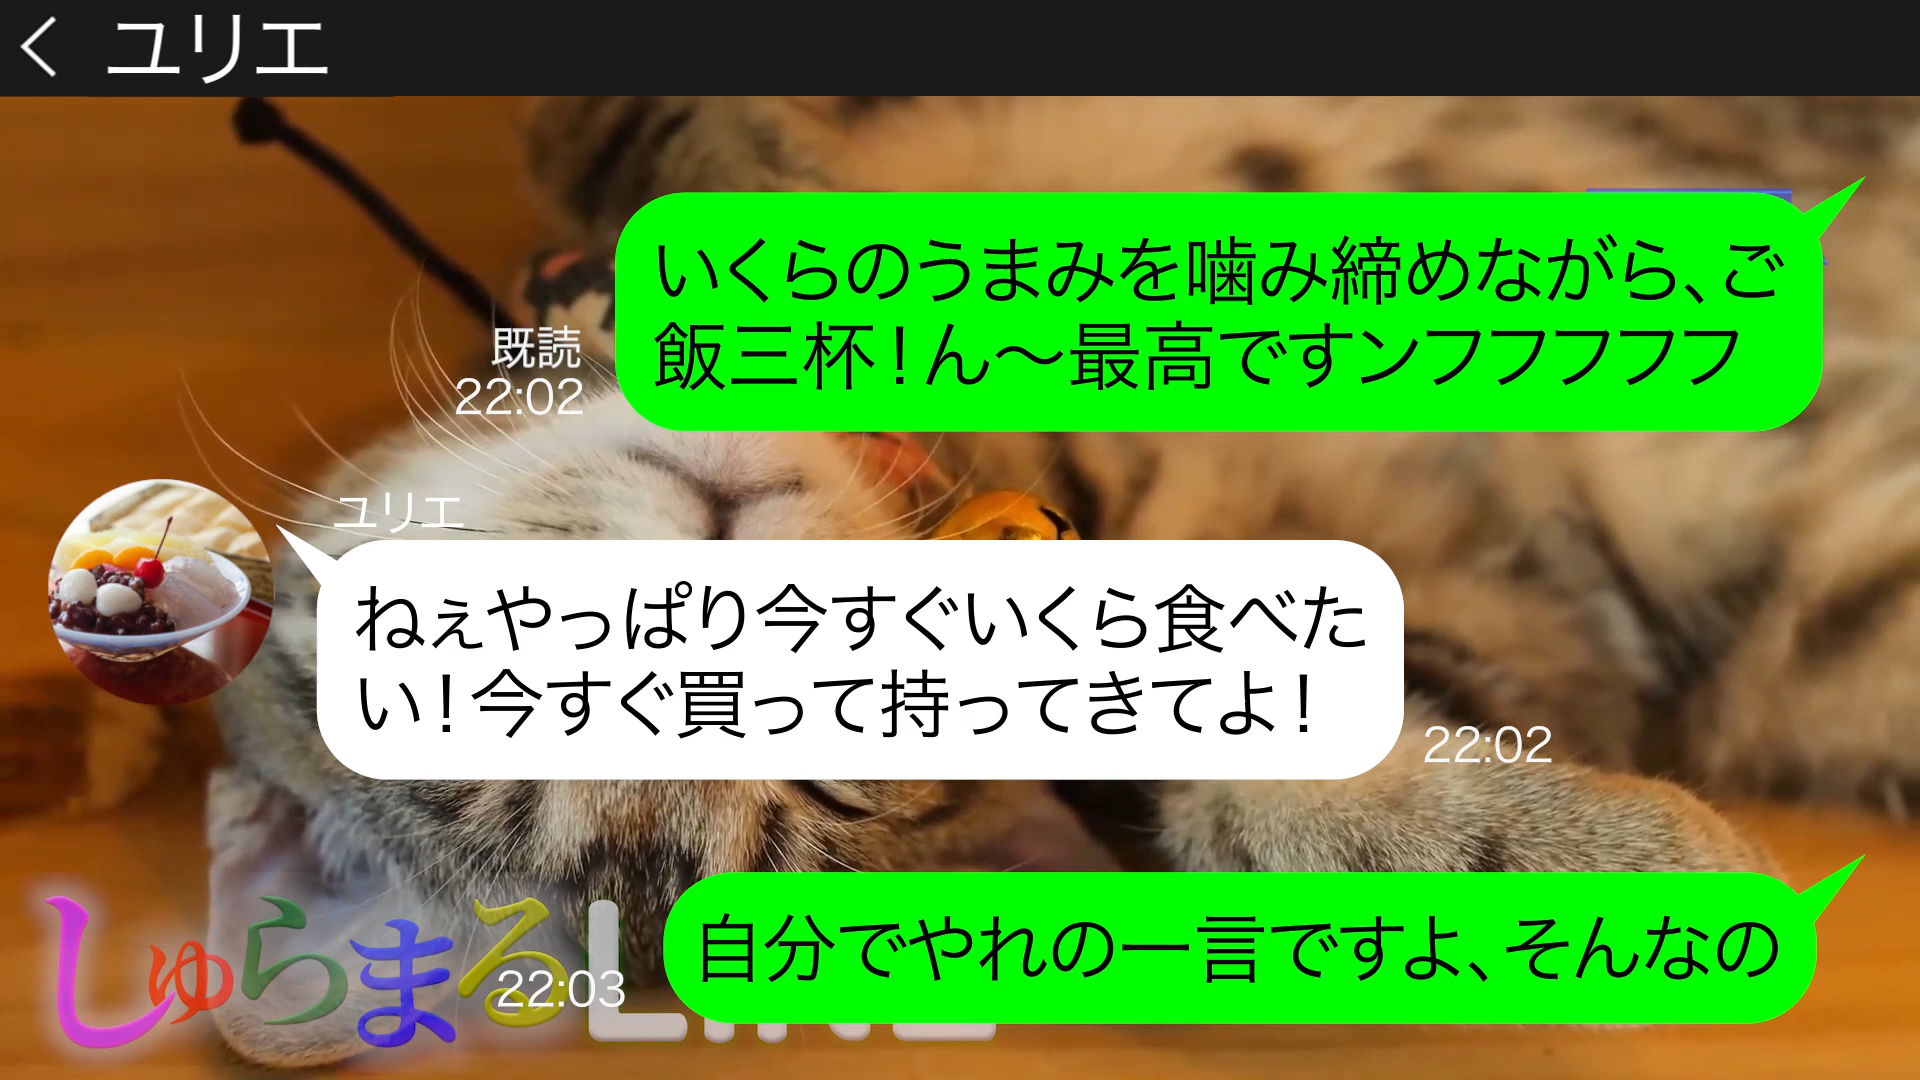 ユリエ
いくらのうまみを噛み締めながら、ご
飯三杯！ん〜最高ですンフフフフフ
既読
22:02
ユリエ
ねぇやっぱり今すぐいくら食べた
い！今すぐ買って持ってきてよ！
22:02
自分でやれの一言ですよ、そんなの
22:03
しゅらまるLINE